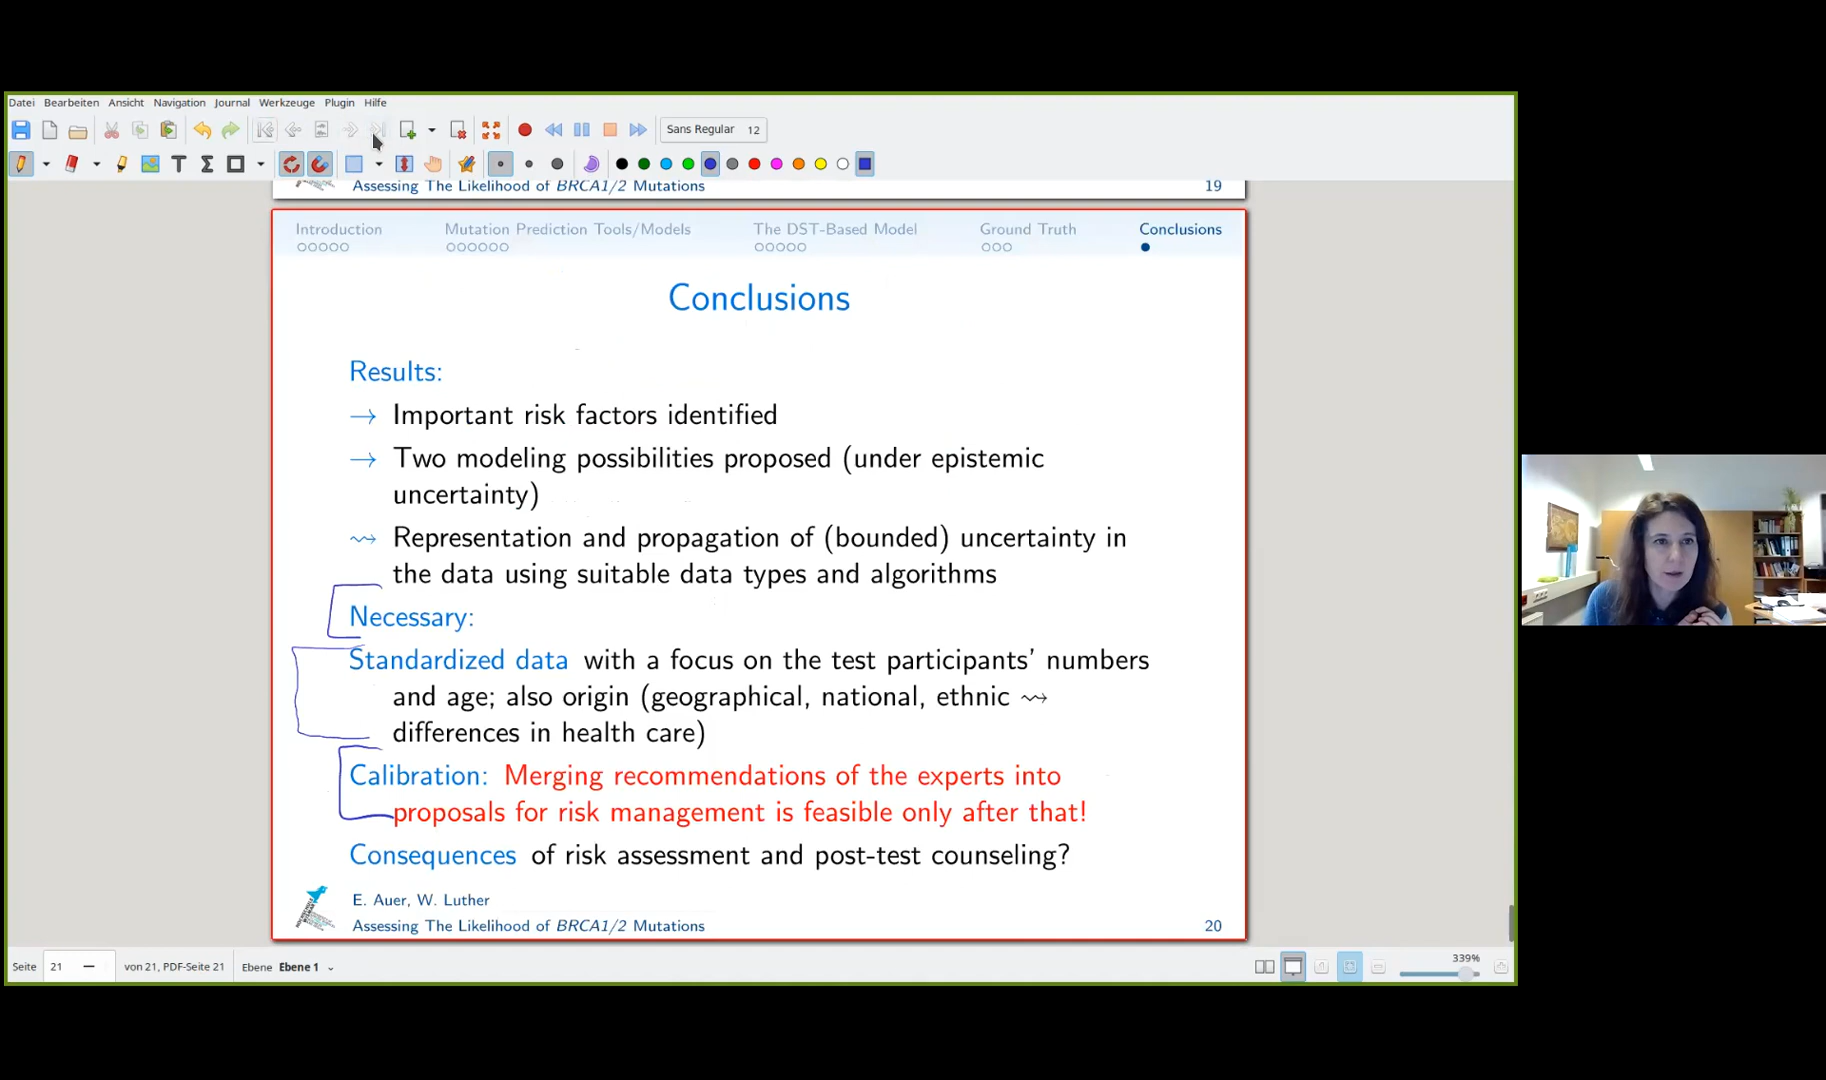 Datei Bearbeiten Ansicht Navigation Journal Werkzeuge Plugin Hilfe
Sans Regular 12
Assessing The Likelihood of BRCA1/2 Mutations 19
Introduction Mutation Prediction Tools/Models The DST-Based Model Ground Truth Conclusions
Conclusions
Results:
→ Important risk factors identified
→ Two modeling possibilities proposed (under epistemic
uncertainty)
⇝ Representation and propagation of (bounded) uncertainty in
the data using suitable data types and algorithms
Necessary:
Standardized data with a focus on the test participants' numbers
and age; also origin (geographical, national, ethnic ⇝
differences in health care)
Calibration: Merging recommendations of the experts into
proposals for risk management is feasible only after that!
Consequences of risk assessment and post-test counseling?
E. Auer, W. Luther
Assessing The Likelihood of BRCA1/2 Mutations 20
Seite 21 von 21, PDF-Seite 21 Ebene Ebene 1 339%